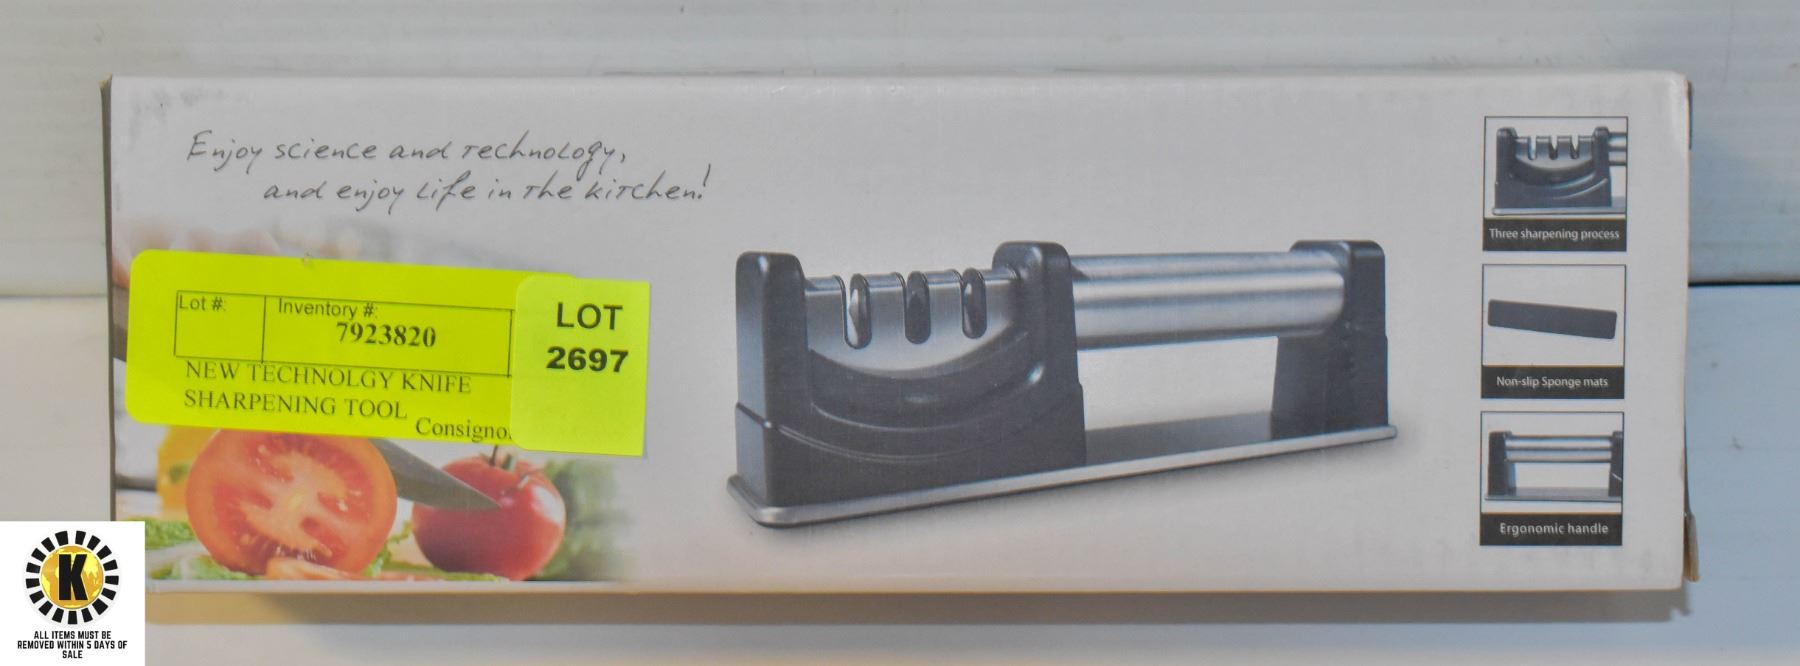 Enjoy science and technology,
and enjoy life in the kitchen!
Lot #:
Inventory #:
7923820
NEW TECHNOLGY KNIFE
SHARPENING TOOL
LOT
2697
Three sharpening process
Non-slip Sponge mats
Ergonomic handle
K
ALL ITEMS MUST BE
REMOVED WITHIN 5 DAYS OF
SALE